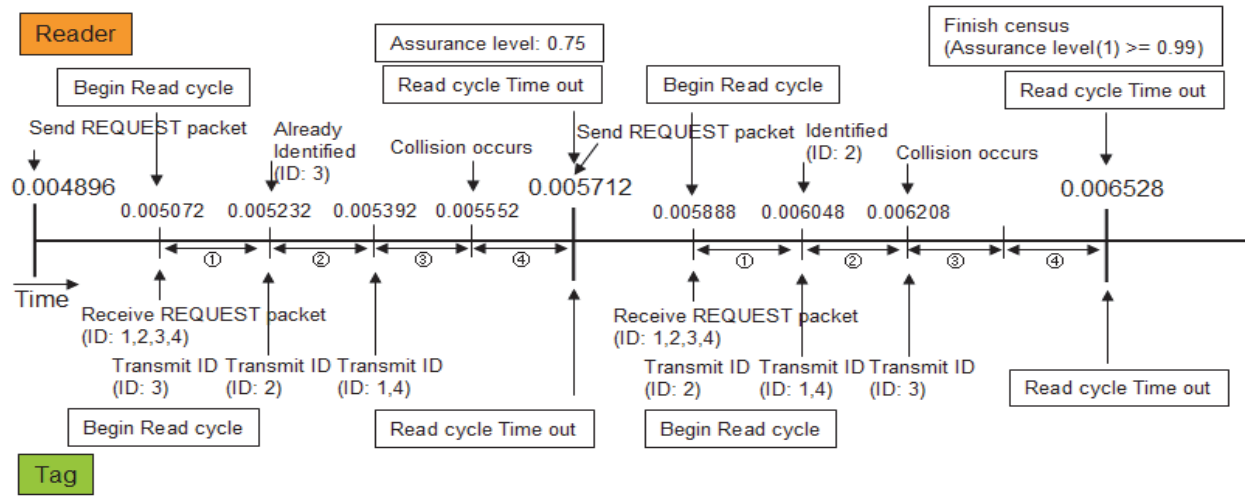 Reader
Assurance level: 0.75
Finish census
(Assurance level(1) >= 0.99)
Begin Read cycle
Read cycle Time out
Begin Read cycle
Read cycle Time out
Send REQUEST packet
Already
Identified
(ID: 3)
Collision occurs
Send REQUEST packet
Identified
(ID: 2)
Collision occurs
0.004896
0.005712
0.006528
0.005072
0.005232
0.005392
0.005552
0.005888
0.006048
0.006208
①
②
③
④
①
②
③
④
Time
Receive REQUEST packet
(ID: 1,2,3,4)
Receive REQUEST packet
(ID: 1,2,3,4)
Transmit ID
(ID: 3)
Transmit ID
(ID: 2)
Transmit ID
(ID: 1,4)
Transmit ID
(ID: 2)
Transmit ID
(ID: 1,4)
Transmit ID
(ID: 3)
Begin Read cycle
Read cycle Time out
Begin Read cycle
Read cycle Time out
Tag